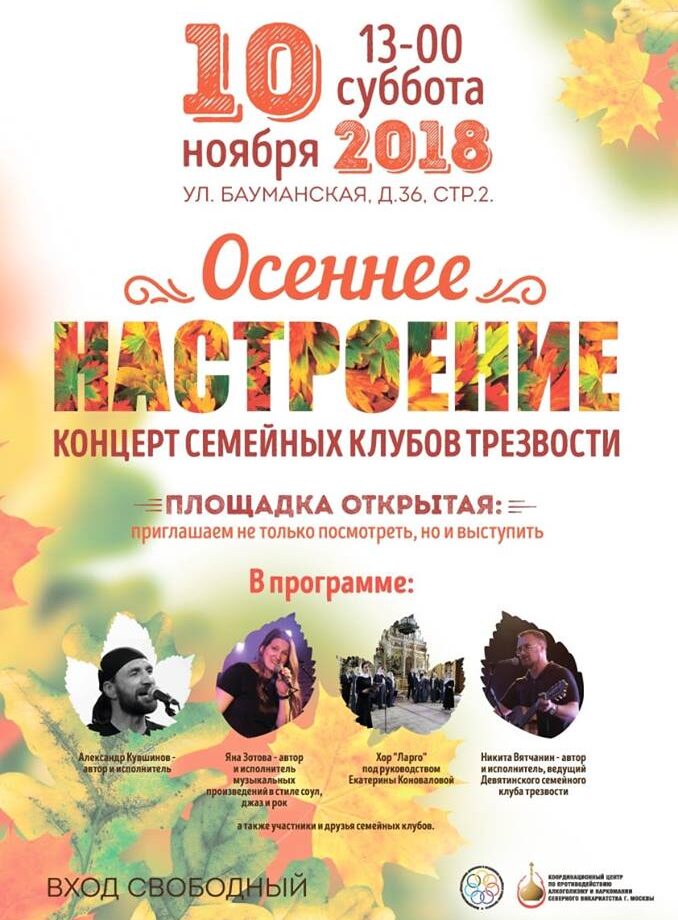 10
ноября
13-00
суббота
2018
УЛ. БАУМАНСКАЯ, Д.36, СТР.2.
Осеннее
НАСТРОЕНИЕ
КОНЦЕРТ СЕМЕЙНЫХ КЛУБОВ ТРЕЗВОСТИ
ПЛОЩАДКА ОТКРЫТАЯ:
приглашаем не только посмотреть, но и выступить
В программе:
Александр Кувшинов -
автор и исполнитель
Яна Зотова - автор
и исполнитель
музыкальных
произведений в стиле соул,
джаз и рок
Хор "Ларго"
под руководством
Екатерины Коноваловой
Никита Вятчанин - автор
и исполнитель, ведущий
Девятинского семейного
клуба трезвости
а также участники и друзья семейных клубов.
ВХОД СВОБОДНЫЙ
КООРДИНАЦИОННЫЙ ЦЕНТР
ПО ПРОТИВОДЕЙСТВИЮ
АЛКОГОЛИЗМУ И НАРКОМАНИИ
СЕВЕРНОГО ВИКАРИАТСТВА Г. МОСКВЫ